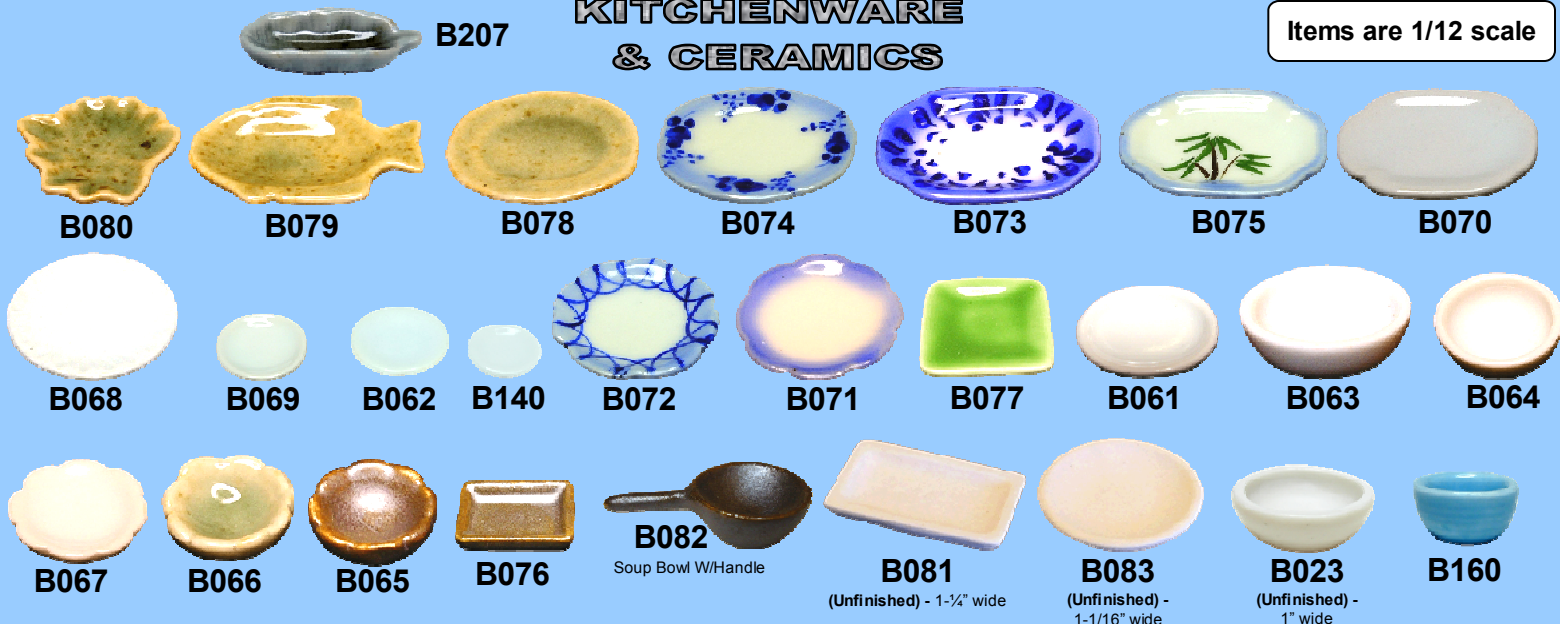 KITCHENWARE
& CERAMICS
Items are 1/12 scale
B207
B080
B079
B078
B074
B073
B075
B070
B068
B069
B062
B140
B072
B071
B077
B061
B063
B064
B067
B066
B065
B076
B082
Soup Bowl W/Handle
B081
(Unfinished) - 1-¼” wide
B083
(Unfinished) -
1-1/16” wide
B023
(Unfinished) -
1” wide
B160